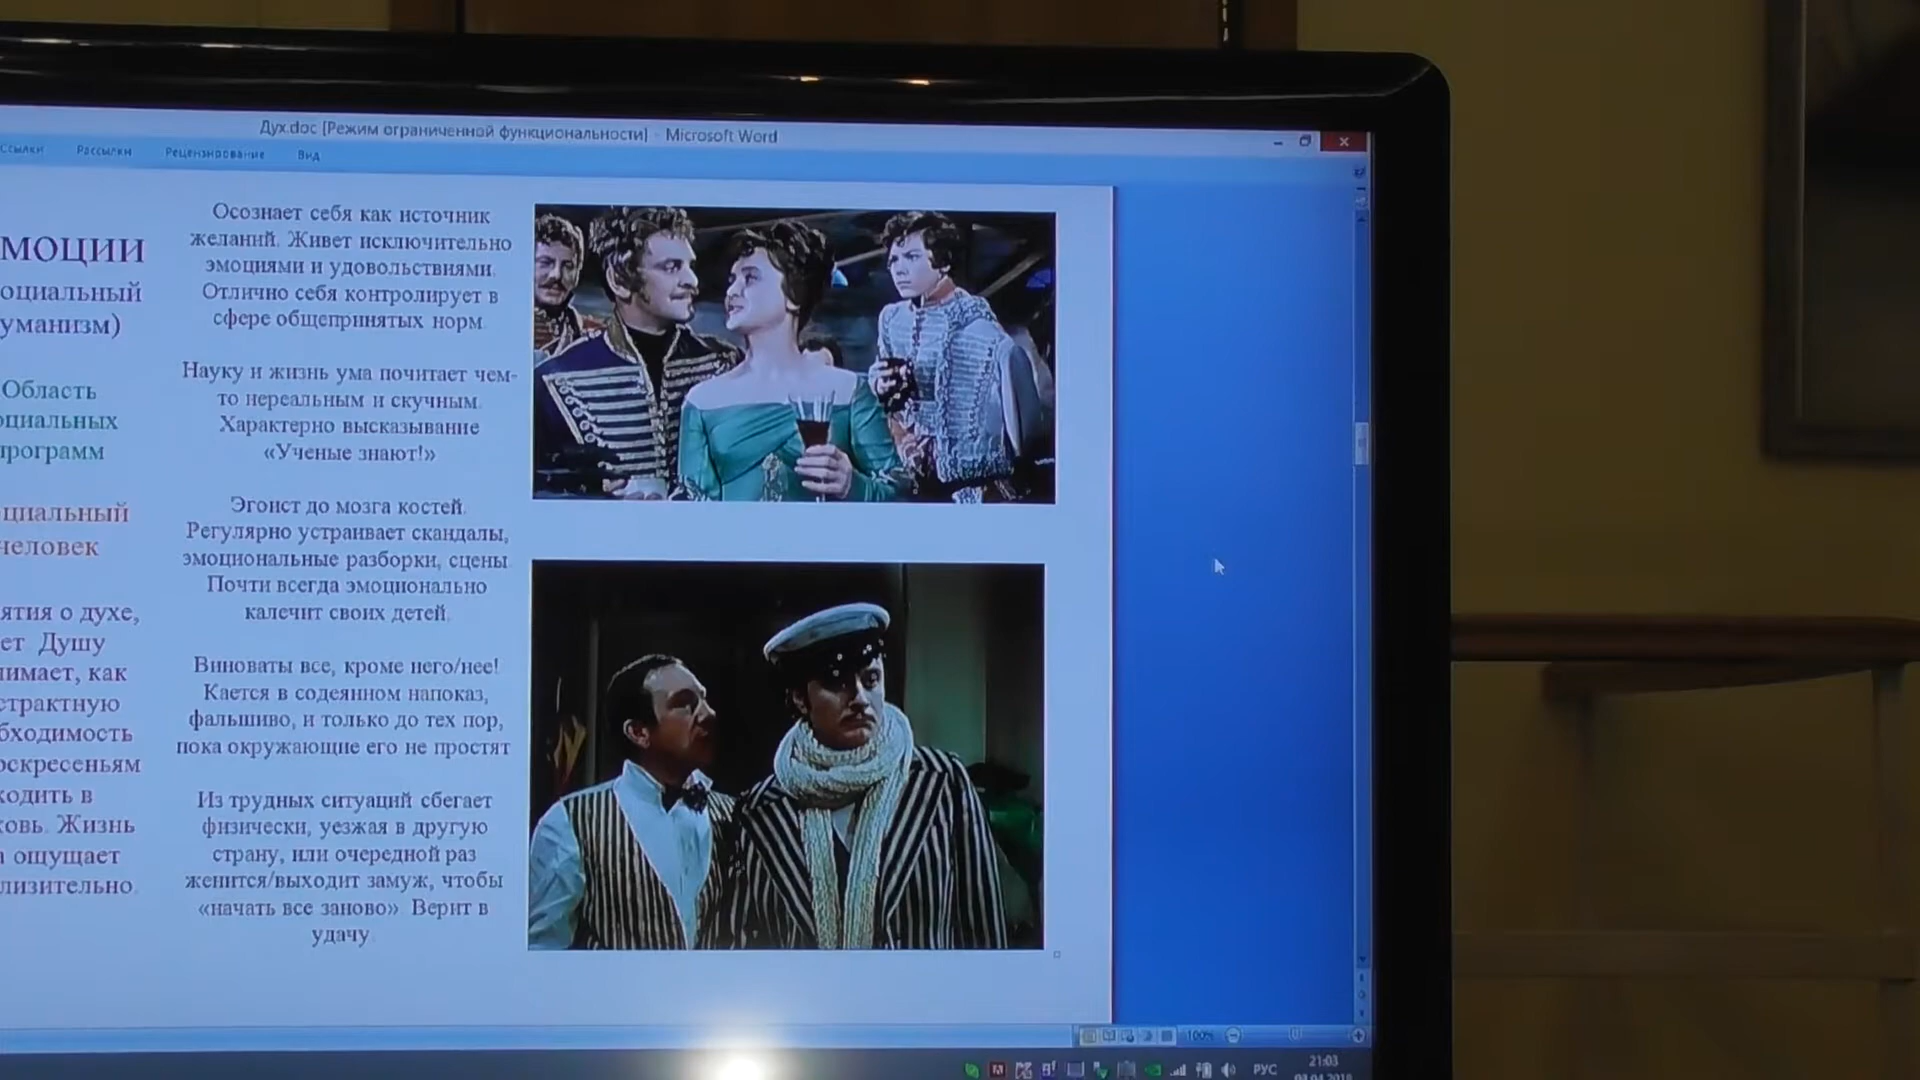 Дух.doc [Режим ограниченной функциональности] - Microsoft Word
Ссылки Рассылки Рецензирование Вид
моции
оциальный
уманизм)
Область
оциальных
программ
циальный
человек
ятия о духе,
ет Душу
нимает, как
страктную
бходимость
оскресеньям
ходить в
ковь. Жизнь
а ощущает
лизительно.
Осознает себя как источник
желаний. Живет исключительно
эмоциями и удовольствиями.
Отлично себя контролирует в
сфере общепринятых норм.
Науку и жизнь ума почитает чем-
то нереальным и скучным.
Характерно высказывание
«Ученые знают!»
Эгоист до мозга костей.
Регулярно устраивает скандалы,
эмоциональные разборки, сцены.
Почти всегда эмоционально
калечит своих детей.
Виноваты все, кроме него/нее!
Кается в содеянном напоказ,
фальшиво, и только до тех пор,
пока окружающие его не простят
Из трудных ситуаций сбегает
физически, уезжая в другую
страну, или очередной раз
женится/выходит замуж, чтобы
«начать все заново». Верит в
удачу.
100%
РУС
21:03
03.04.2018